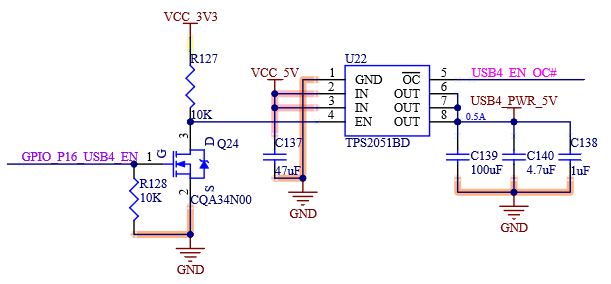 VCC_3V3
R127
10K
VCC_5V
U22
1 GND OC 5 USB4_EN_OC#
2 IN OUT 6
3 IN OUT 7 USB4_PWR_5V
4 EN OUT 8 0.5A
TPS2051BD
3 D Q24
GPIO_P16_USB4_EN 1 G
R128
10K
2 S
CQA34N00
C137
47uF
C139
100uF
C140
4.7uF
C138
1uF
GND
GND
GND